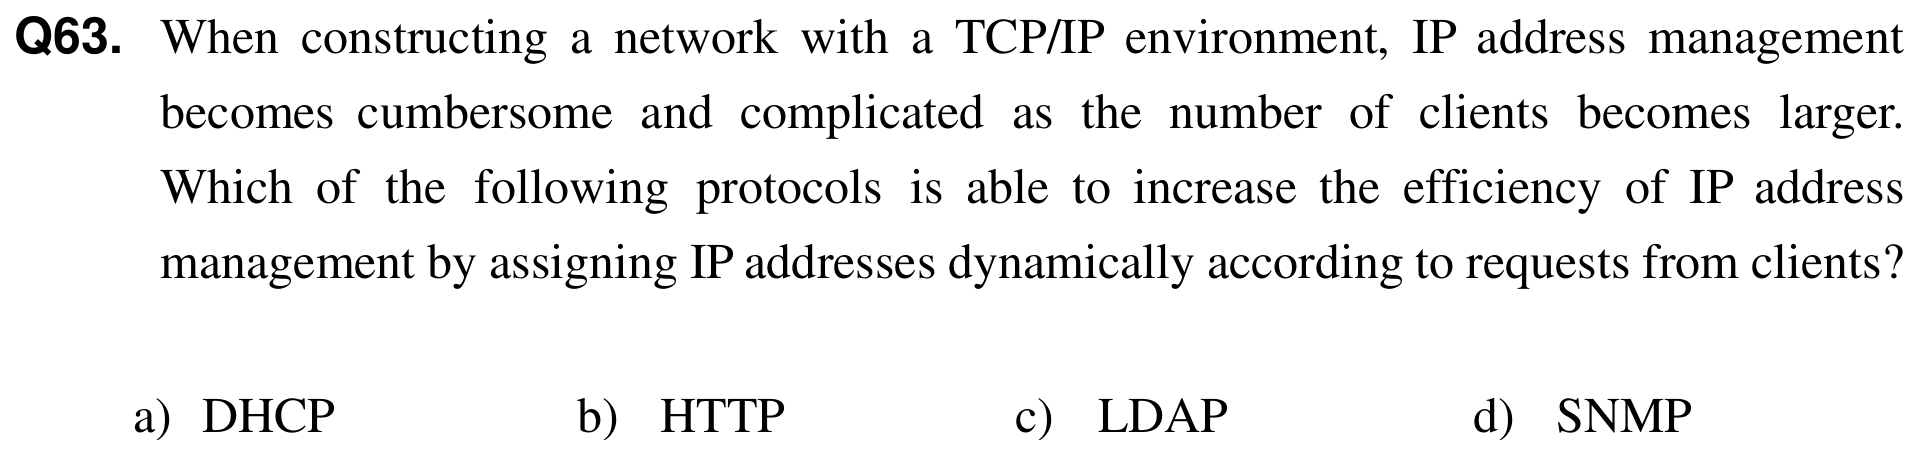 Q63. When constructing a network with a TCP/IP environment, IP address management
becomes cumbersome and complicated as the number of clients becomes larger.
Which of the following protocols is able to increase the efficiency of IP address
management by assigning IP addresses dynamically according to requests from clients?
a) DHCP b) HTTP c) LDAP d) SNMP